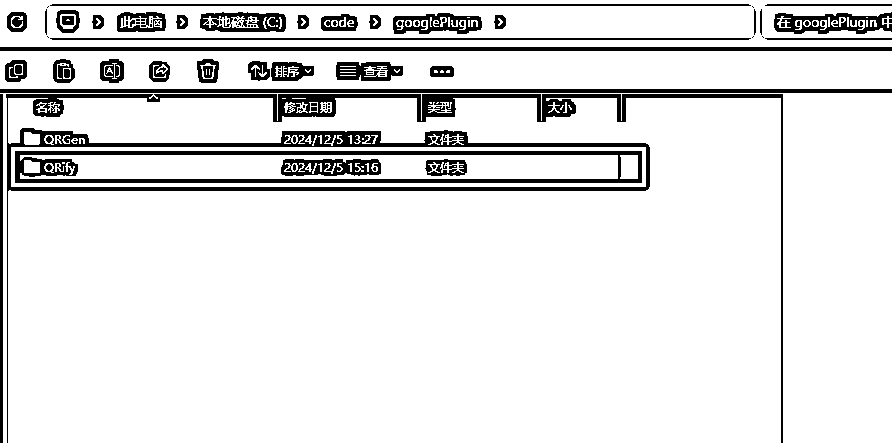 此电脑 本地磁盘 (C:) code googlePlugin 在 googlePlugin 中
排序 查看
名称 修改日期 类型 大小
QRGen 2024/12/5 13:27 文件夹
QRify 2024/12/5 15:16 文件夹